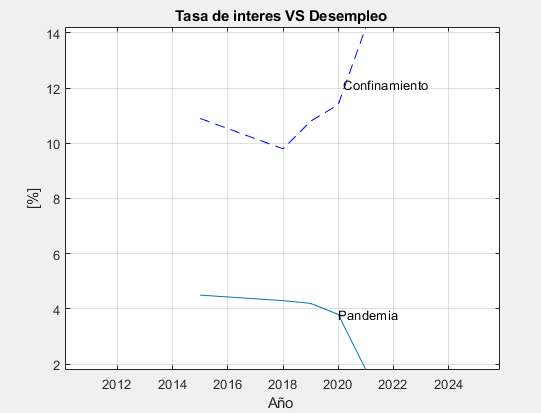 Tasa de interes VS Desempleo
14
12
10
8
6
4
2
[%]
Confinamiento
Pandemia
2012 2014 2016 2018 2020 2022 2024
Año